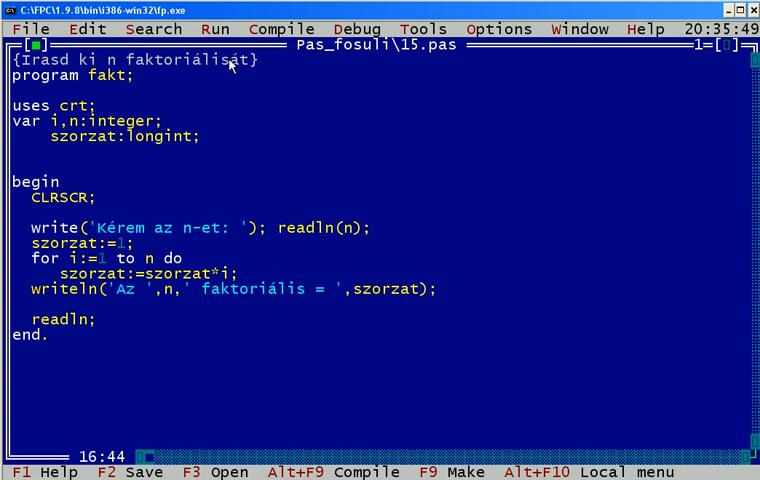 C:\FPC\1.9.8\bin\i386-win32\fp.exe
File Edit Search Run Compile Debug Tools Options Window Help 20:35:49
[■] Pas_fosuli\15.pas 1=[ ]
{Irasd ki n faktoriálisát}
program fakt;
uses crt;
var i,n:integer;
szorzat:longint;
begin
CLRSCR;
write('Kérem az n-et: '); readln(n);
szorzat:=1;
for i:=1 to n do
szorzat:=szorzat*i;
writeln('Az ',n,' faktoriális = ',szorzat);
readln;
end.
16:44
F1 Help F2 Save F3 Open Alt+F9 Compile F9 Make Alt+F10 Local menu